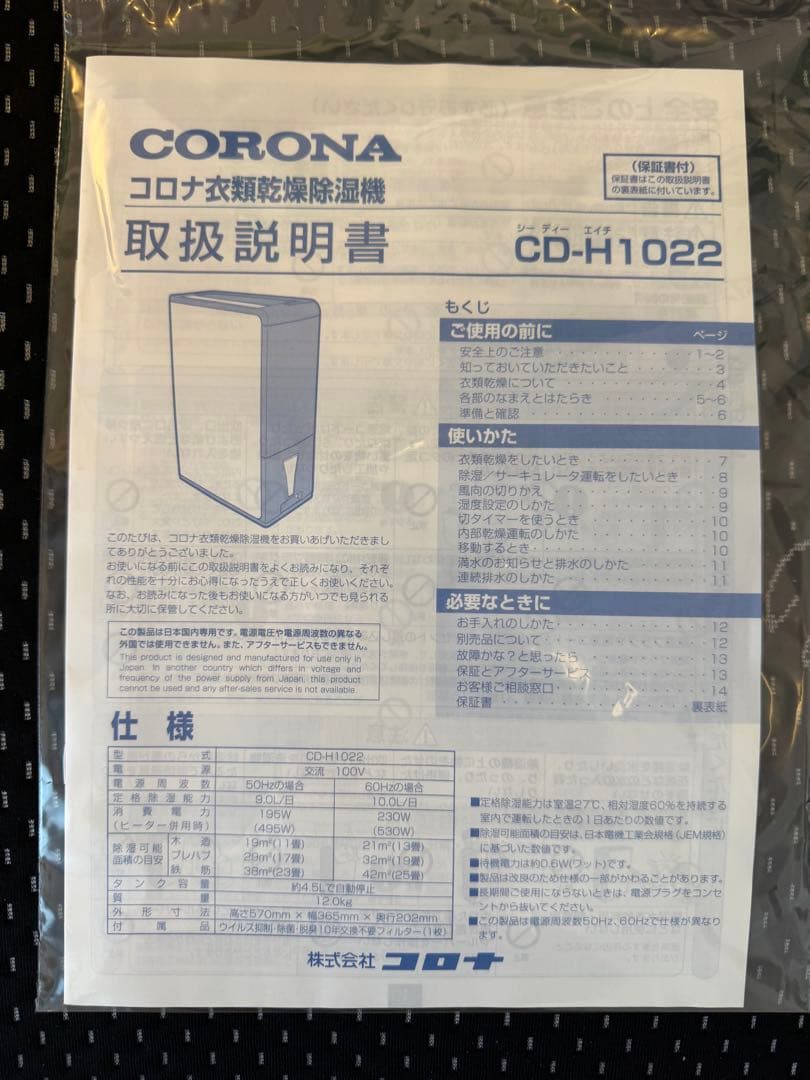 CORONA
コロナ衣類乾燥除湿機
取扱説明書
(保証書付)
保証書はこの取扱説明書
の裏表紙に付いています。
シー ディー エイチ
CD-H1022
このたびは、コロナ衣類乾燥除湿機をお買いあげいただきまし
てありがとうございました。
お使いになる前にこの取扱説明書をよくお読みになり、それぞ
れの性能を十分にお心得になったうえで正しくお使いください。
なお、お読みになった後もお使いになる方がいつでも見られる
所に大切に保管してください。
この製品は日本国内専用です。電源電圧や電源周波数の異なる
外国では使用できません。また、アフターサービスもできません。
This product is designed and manufactured for use only in
Japan. In another country which differs in voltage and
frequency of the power supply from Japan, this product
cannot be used and any after-sales service is not available.
もくじ
ご使用の前に ページ
安全上のご注意 1~2
知っておいていただきたいこと 3
衣類乾燥について 4
各部のなまえとはたらき 5~6
準備と確認 6
使いかた
衣類乾燥をしたいとき 7
除湿/サーキュレータ運転をしたいとき 8
風向の切りかえ 9
湿度設定のしかた 9
切タイマーを使うとき 10
内部乾燥運転のしかた 10
移動するとき 10
満水のお知らせと排水のしかた 11
連続排水のしかた 11
必要なときに
お手入れのしかた 12
別売品について 12
故障かな?と思ったら 13
保証とアフターサービス 13
お客様ご相談窓口 14
保証書 裏表紙
仕様
型式 CD-H1022
電源 交流 100V
電源周波数 50Hzの場合 60Hzの場合
定格除湿能力 9.0L/日 10.0L/日
消費電力 195W 230W
(ヒーター併用時) (495W) (530W)
除湿可能面積の目安 木造 19m²(11畳) 21m²(13畳)
プレハブ 29m²(17畳) 32m²(19畳)
鉄筋 38m²(23畳) 42m²(25畳)
タンク容量 約4.5Lで自動停止
質量 12.0kg
外形寸法 高さ570mm×幅365mm×奥行202mm
付属品 ウイルス抑制・除菌・脱臭10年交換不要フィルター(1枚)
■定格除湿能力は室温27℃、相対湿度60%を持続する
室内で運転したときの1日あたりの数値です。
■除湿可能面積の目安は、日本電機工業会規格(JEM規格)
に基づいた数値です。
■待機電力は約0.6W(ワット)です。
■製品は改良のため仕様の一部がかわることがあります。
■長期間ご使用にならないときは、電源プラグをコンセ
ントから抜いてください。
■この製品は電源周波数50Hz、60Hzで仕様が異なり
ます。
株式会社 コロナ